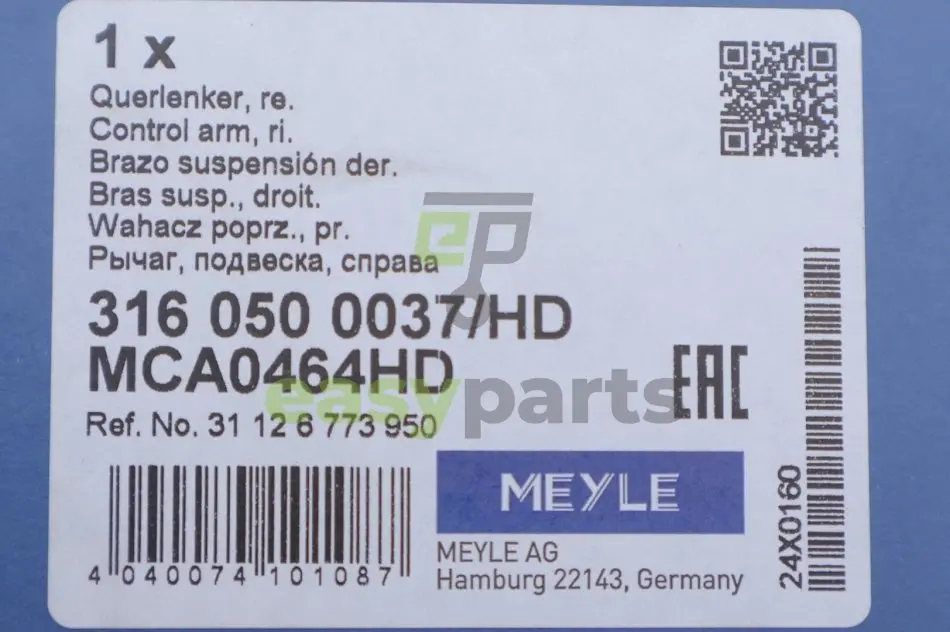 1 x
Querlenker, re.
Control arm, ri.
Brazo suspensión der.
Bras susp., droit.
Wahacz poprz., pr.
Рычаг, подвеска, справа
ep
316 050 0037/HD
MCA0464HD
EAC
easyparts
Ref. No. 31 12 6 773 950
MEYLE
4 040074 101087
MEYLE AG
Hamburg 22143, Germany
24X0160